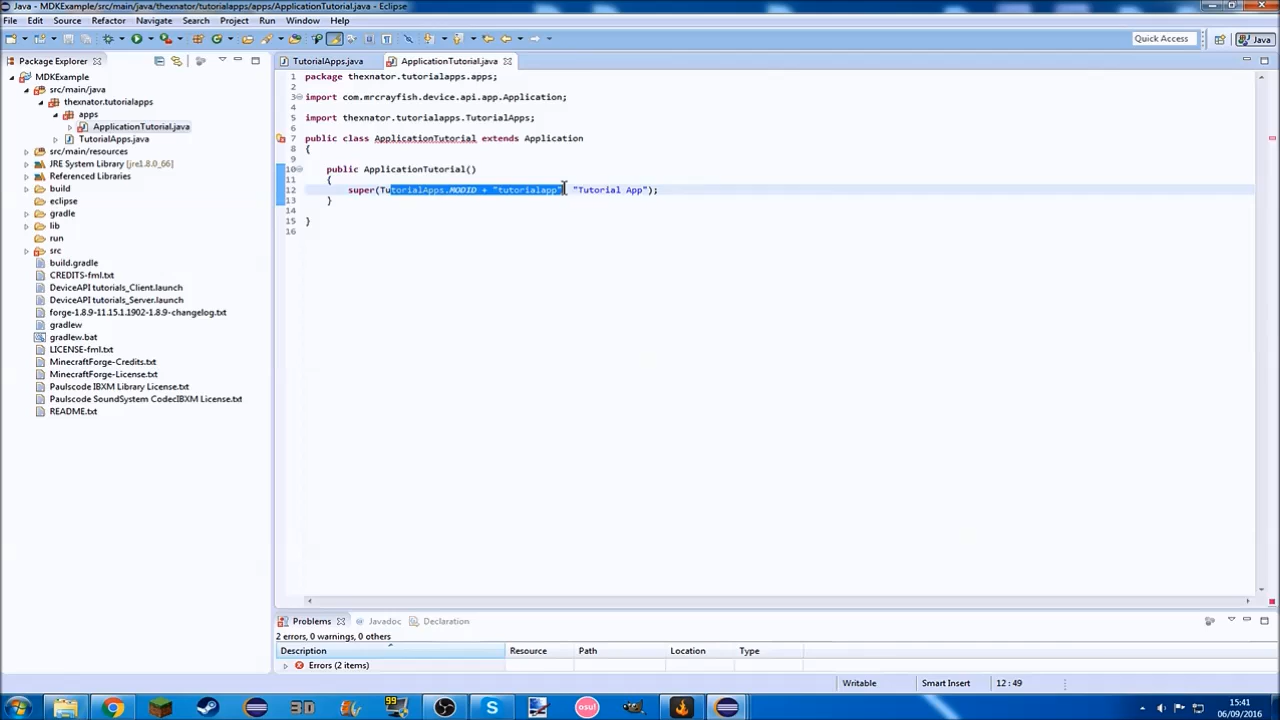 Java - MDKExample/src/main/java/thexnator/tutorialapps/apps/ApplicationTutorial.java - Eclipse
File Edit Source Refactor Navigate Search Project Run Window Help
Quick Access
Java
Package Explorer
MDKExample
src/main/java
thexnator.tutorialapps
apps
ApplicationTutorial.java
TutorialApps.java
src/main/resources
JRE System Library [jre1.8.0_66]
Referenced Libraries
build
eclipse
gradle
lib
run
src
build.gradle
CREDITS-fml.txt
DeviceAPI tutorials_Client.launch
DeviceAPI tutorials_Server.launch
forge-1.8.9-11.15.1.1902-1.8.9-changelog.txt
gradlew
gradlew.bat
LICENSE-fml.txt
MinecraftForge-Credits.txt
MinecraftForge-License.txt
Paulscode IBXM Library License.txt
Paulscode SoundSystem CodecIBXM License.txt
README.txt
TutorialApps.java ApplicationTutorial.java
1 package thexnator.tutorialapps.apps;
2
3 import com.mrcrayfish.device.api.app.Application;
4
5 import thexnator.tutorialapps.TutorialApps;
6
7 public class ApplicationTutorial extends Application
8 {
9
10 public ApplicationTutorial()
11 {
12 super(TutorialApps.MODID + "tutorialapp", "Tutorial App");
13 }
14
15 }
16
Problems Javadoc Declaration
2 errors, 0 warnings, 0 others
Description Resource Path Location Type
Errors (2 items)
Writable Smart Insert 12 : 49
99
3D
osu!
15:41
06/09/2016